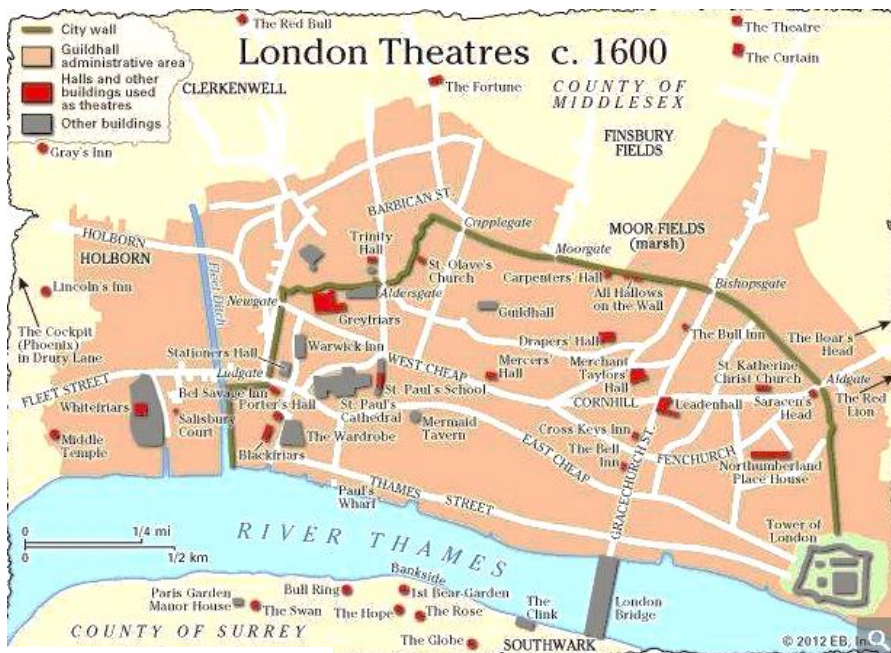 City wall
Guildhall
administrative area
Halls and other
buildings used
as theatres
Other buildings
London Theatres c. 1600
The Red Bull
The Theatre
The Curtain
CLERKENWELL
The Fortune
COUNTY OF
MIDDLESEX
FINSBURY
FIELDS
Gray's Inn
BARBICAN ST.
Cripplegate
MOOR FIELDS
(marsh)
Moorgate
HOLBORN
HOLBORN
Fleet Ditch
Trinity
Hall
St. Olave's
Church
Carpenters' Hall
All Hallows
on the Wall
Bishopsgate
Lincoln's Inn
Newgate
Aldersgate
Greyfriars
Guildhall
The Bull Inn
The Cockpit
(Phoenix)
in Drury Lane
Stationers Hall
Warwick Inn
Drapers' Hall
The Boar's
Head
WEST CHEAP
Mercers'
Hall
Merchant
Taylors'
Hall
St. Katherine
Christ Church
Aldgate
Ludgate
FLEET STREET
Bel Savage Inn
St. Paul's School
CORNHILL
Leadenhall
Saracen's
Head
The Red
Lion
Whitefriars
Salisbury
Court
Porter's Hall
St. Paul's
Cathedral
Mermaid
Tavern
Cross Keys Inn
Middle
Temple
The Wardrobe
EAST CHEAP
The Bell
Inn
FENCHURCH
Northumberland
Place House
Blackfriars
THAMES STREET
Paul's
Wharf
GRACECHURCH ST.
Tower of
London
0 1/4 mi
0 1/2 km
RIVER THAMES
Bankside
Paris Garden
Manor House
Bull Ring
1st Bear-Garden
The Swan
The Hope
The Rose
The
Clink
London
Bridge
COUNTY OF SURREY
The Globe
SOUTHWARK
© 2012 EB,